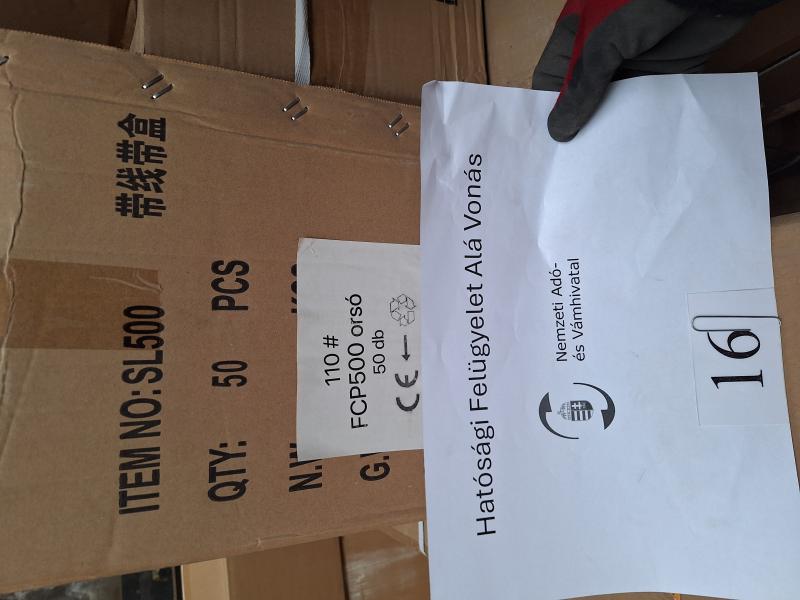 带线带盒
ITEM NO: SL500
QTY: 50 PCS
N.W
G.
110 #
FCP500 orsó
50 db
CE
Hatósági Felügyelet Alá Vonás
Nemzeti Adó-
és Vámhivatal
16